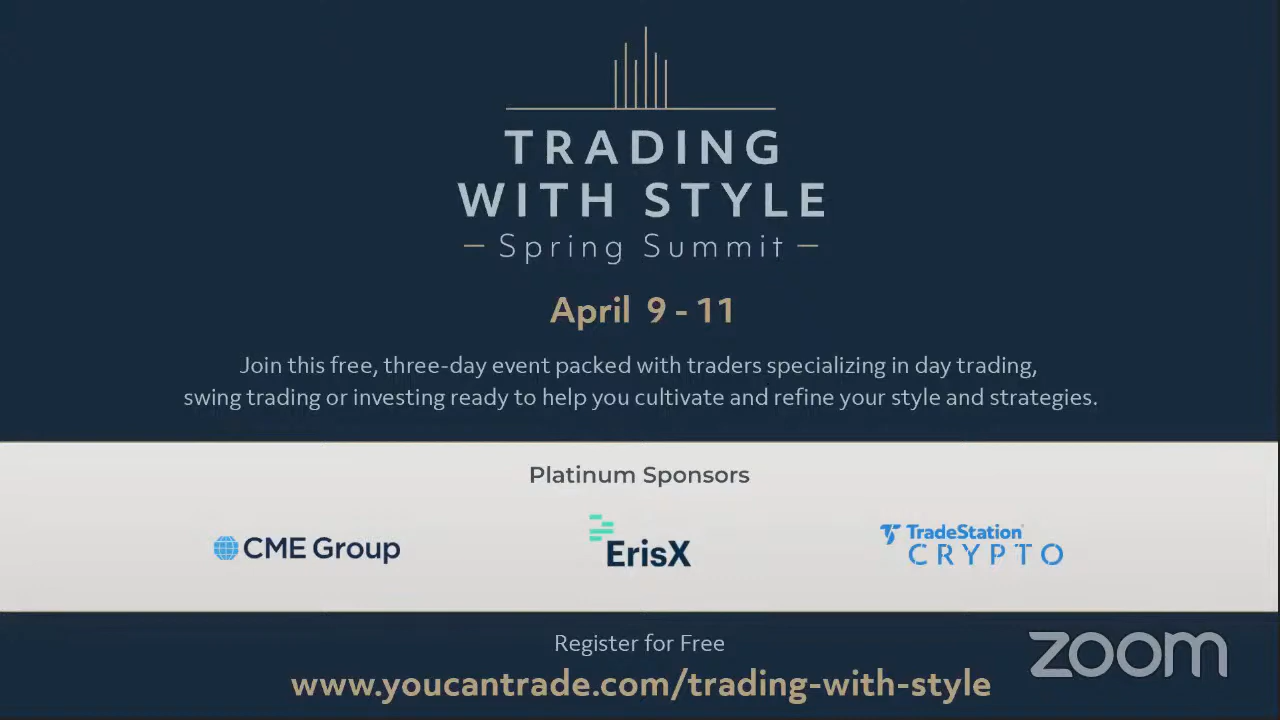 TRADING
WITH STYLE
Spring Summit
April 9 - 11
Join this free, three-day event packed with traders specializing in day trading,
swing trading or investing ready to help you cultivate and refine your style and strategies.
Platinum Sponsors
CME Group
ErisX
TradeStation
CRYPTO
Register for Free
www.youcantrade.com/trading-with-style
zoom